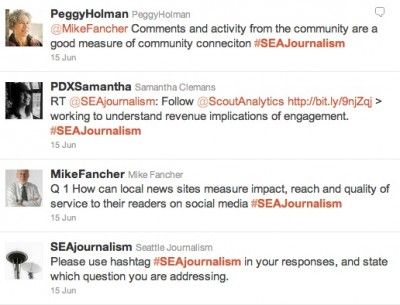 PeggyHolman PeggyHolman
@MikeFancher Comments and activity from the community are a
good measure of community conneciton #SEAJournalism
15 Jun
PDXSamantha Samantha Clemans
RT @SEAjournalism: Follow @ScoutAnalytics http://bit.ly/9njZqj >
working to understand revenue implications of engagement.
#SEAJournalism
15 Jun
MikeFancher Mike Fancher
Q 1 How can local news sites measure impact, reach and quality of
service to their readers on social media #SEAJournalism
15 Jun
SEAjournalism Seattle Journalism
Please use hashtag #SEAjournalism in your responses, and state
which question you are addressing.
15 Jun